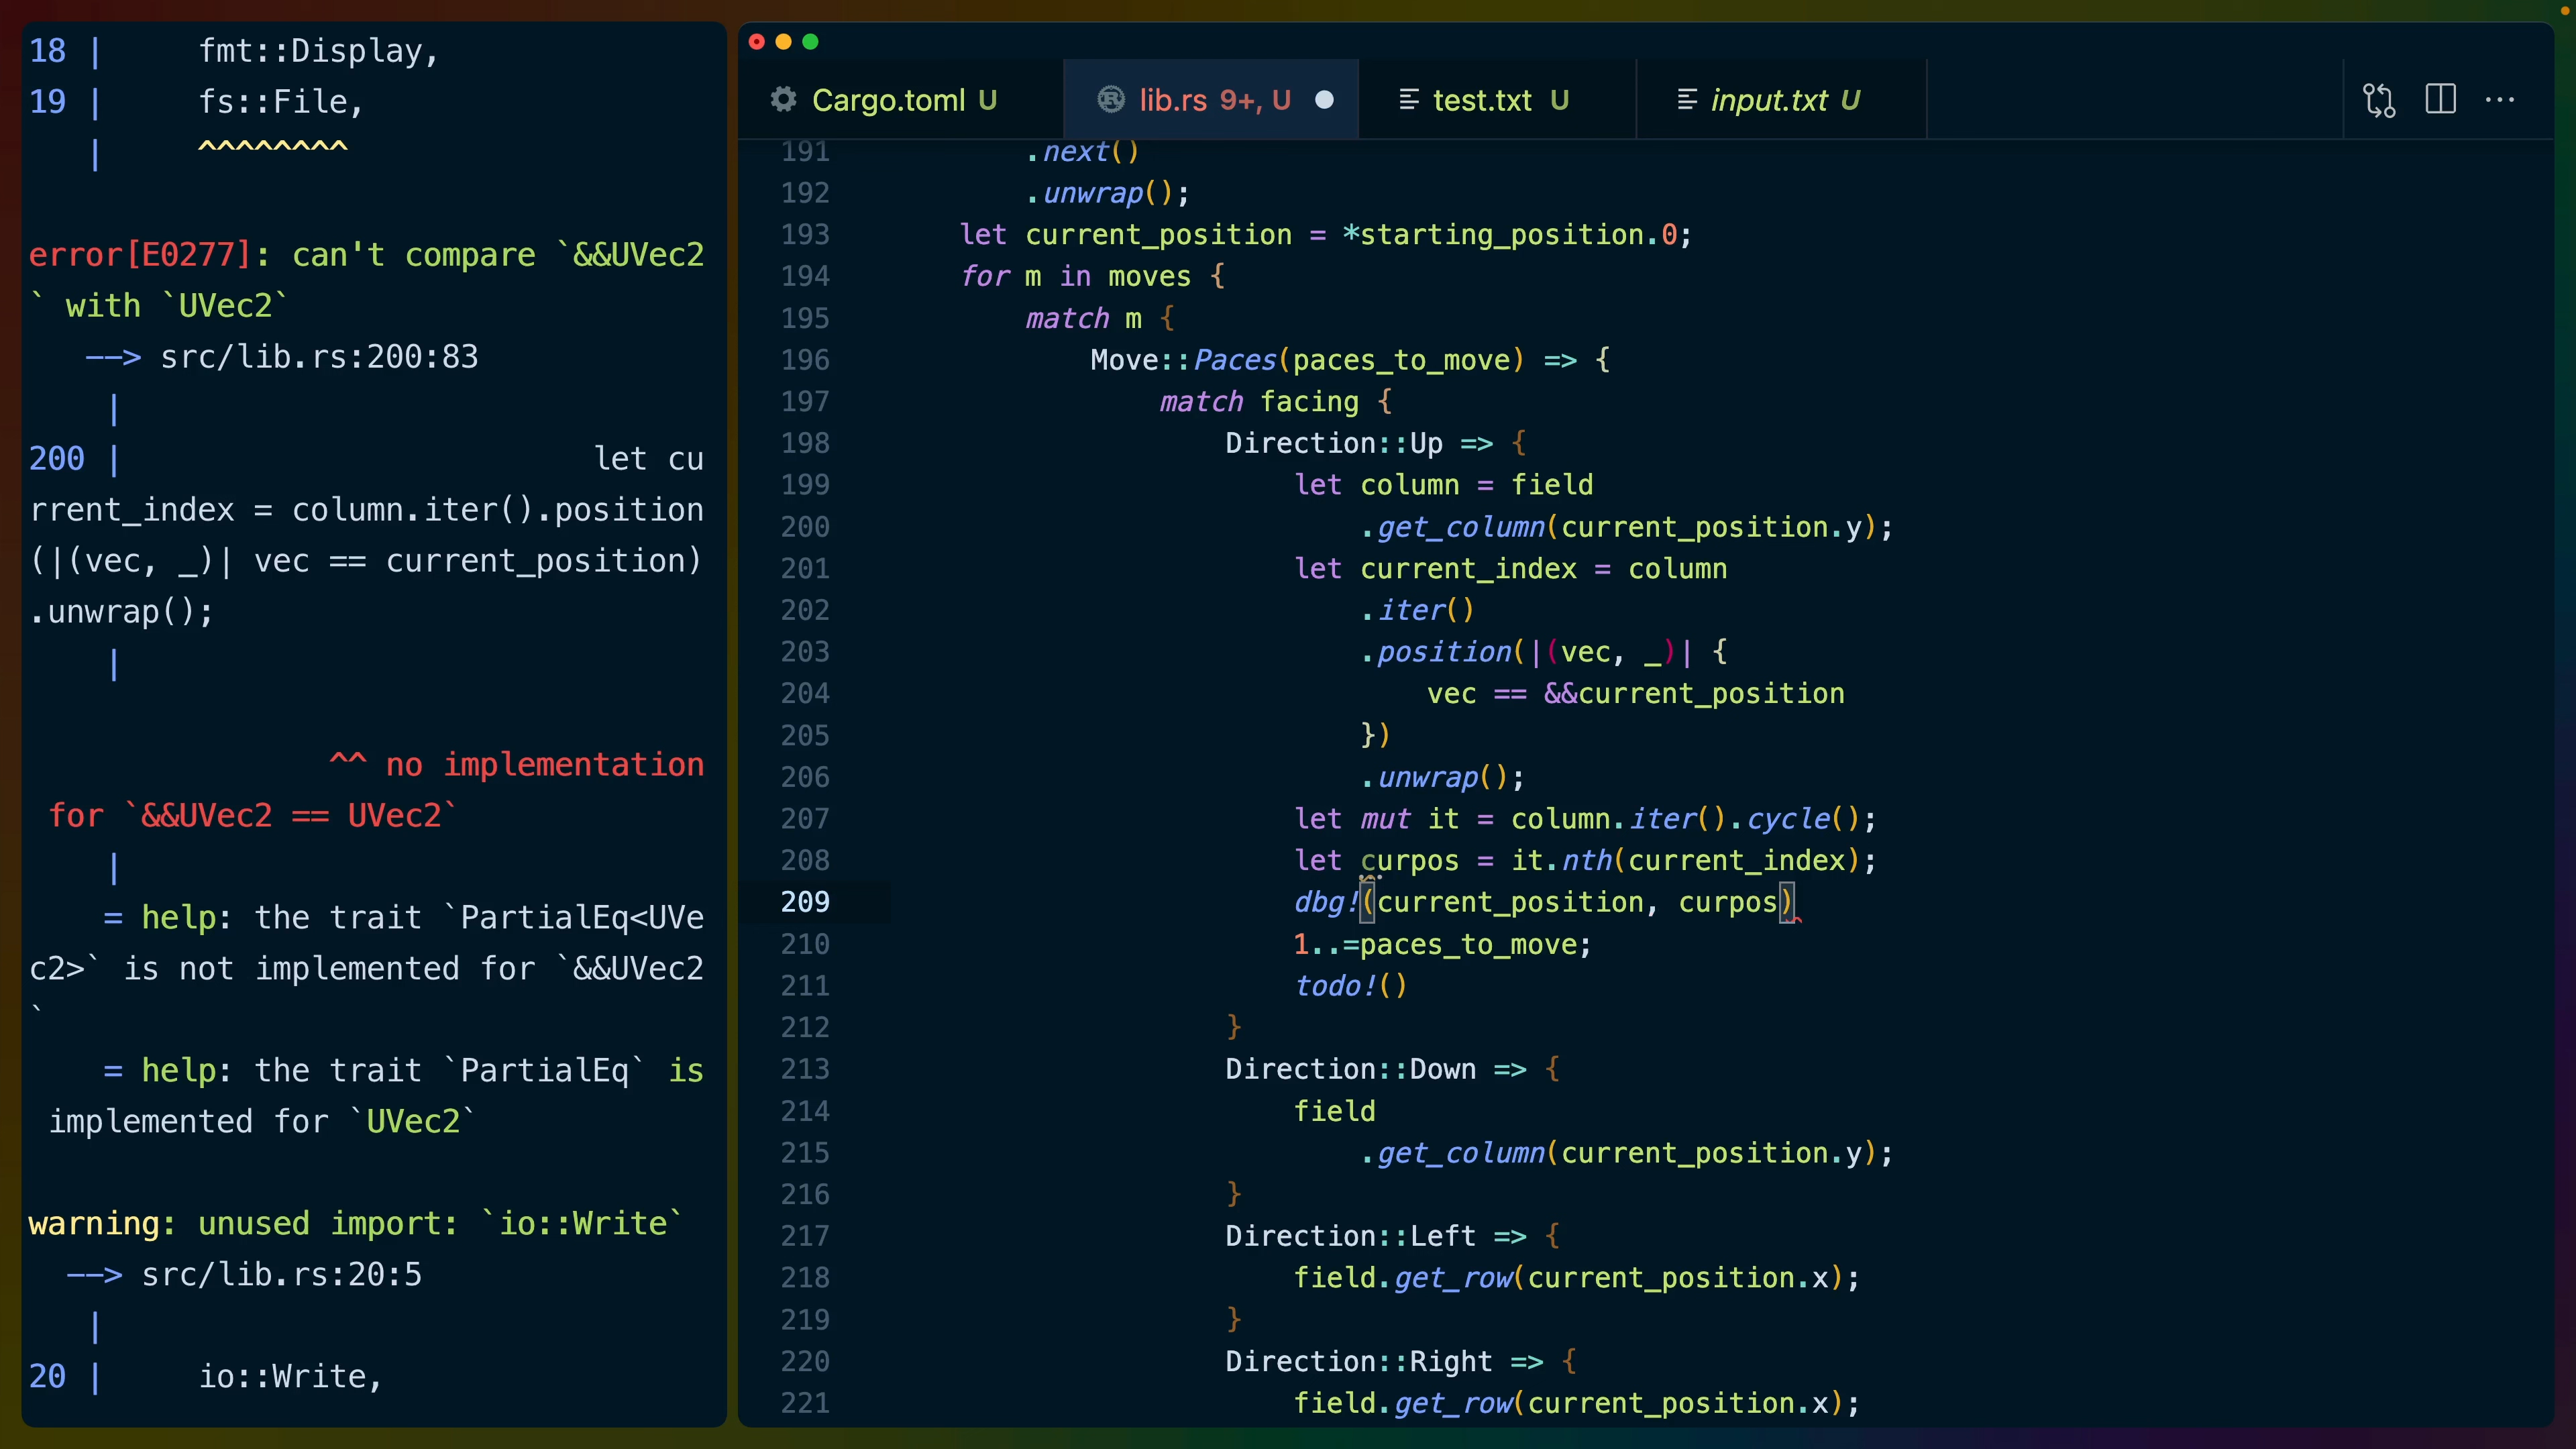 18 |     fmt::Display,
19 |     fs::File,
   |     ^^^^^^^^
error[E0277]: can't compare `&&UVec2
` with `UVec2`
   --> src/lib.rs:200:83
    |
200 |                         let cu
rrent_index = column.iter().position
(|(vec, _)| vec == current_position)
.unwrap();
    |
                ^^ no implementation
 for `&&UVec2 == UVec2`
    |
    = help: the trait `PartialEq<UVe
c2>` is not implemented for `&&UVec2
`
    = help: the trait `PartialEq` is
 implemented for `UVec2`
warning: unused import: `io::Write`
  --> src/lib.rs:20:5
   |
20 |     io::Write,
Cargo.toml U
lib.rs 9+, U
test.txt U
input.txt U
191             .next()
192             .unwrap();
193         let current_position = *starting_position.0;
194         for m in moves {
195             match m {
196                 Move::Paces(paces_to_move) => {
197                     match facing {
198                         Direction::Up => {
199                             let column = field
200                                 .get_column(current_position.y);
201                             let current_index = column
202                                 .iter()
203                                 .position(|(vec, _)| {
204                                     vec == &&current_position
205                                 })
206                                 .unwrap();
207                             let mut it = column.iter().cycle();
208                             let curpos = it.nth(current_index);
209                             dbg!(current_position, curpos)
210                             1..=paces_to_move;
211                             todo!()
212                         }
213                         Direction::Down => {
214                             field
215                                 .get_column(current_position.y);
216                         }
217                         Direction::Left => {
218                             field.get_row(current_position.x);
219                         }
220                         Direction::Right => {
221                             field.get_row(current_position.x);